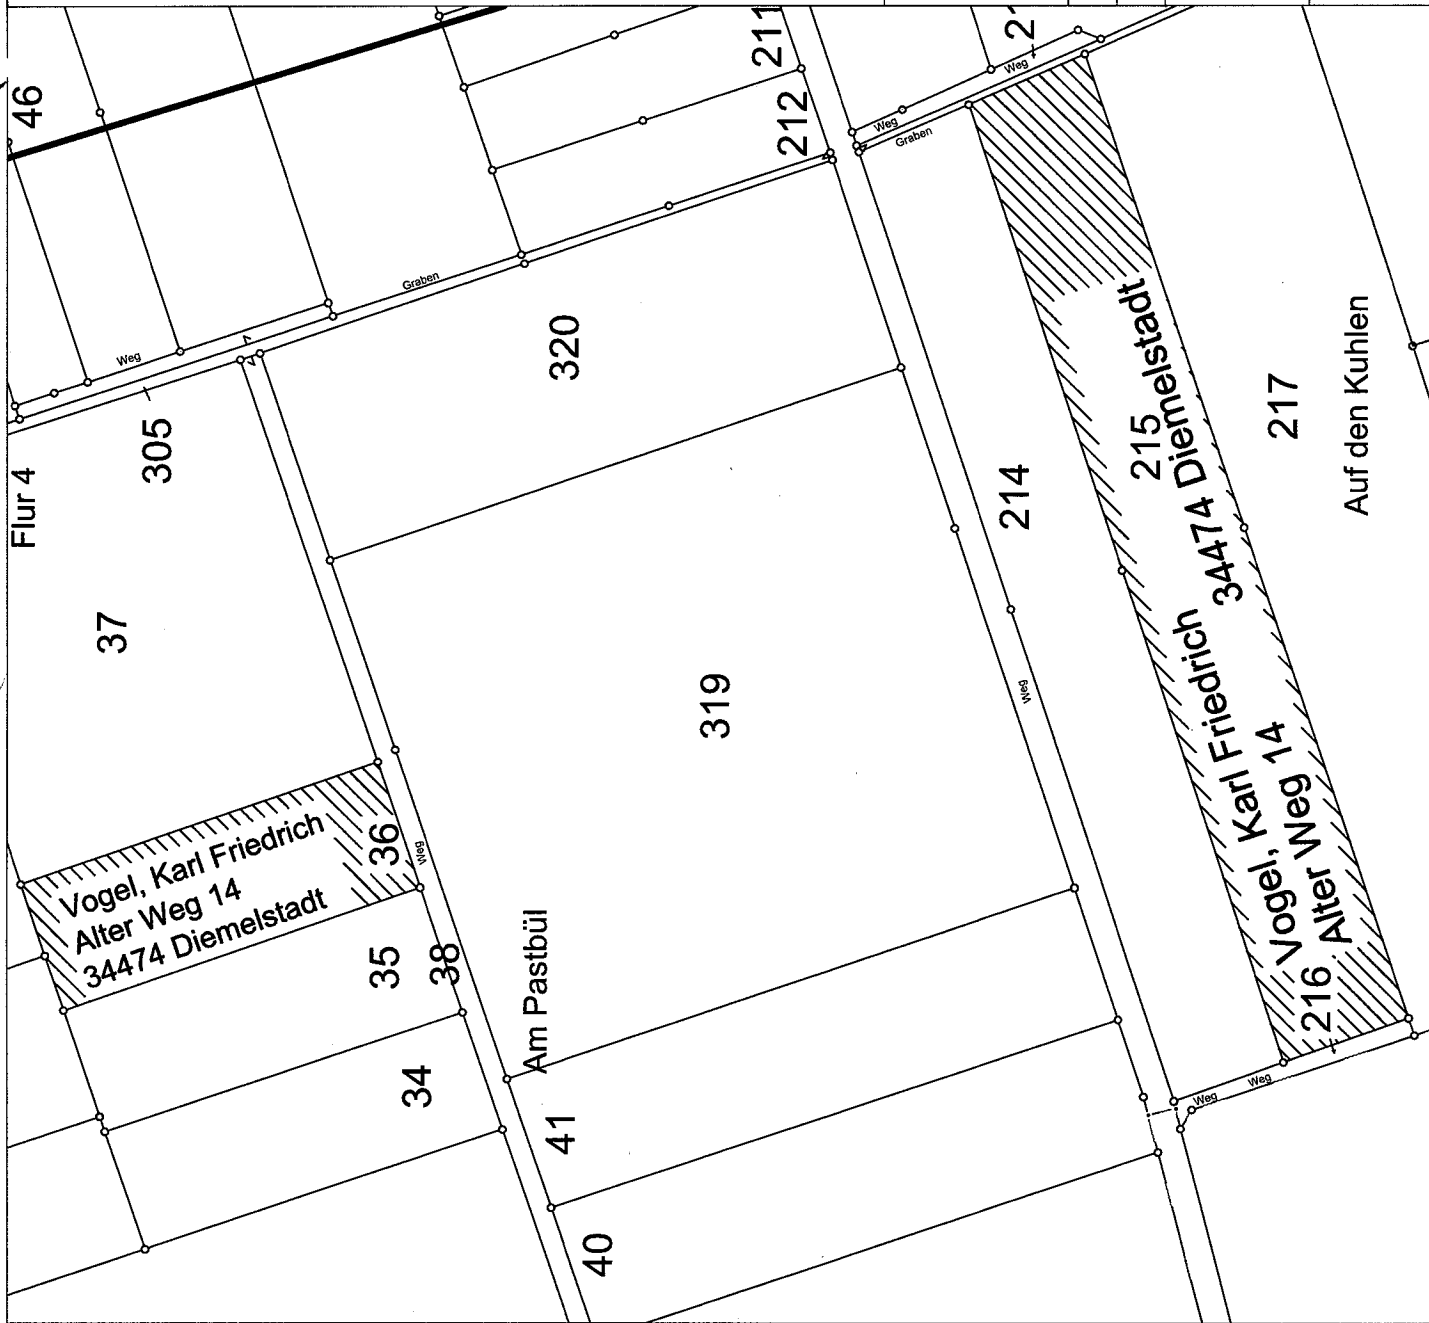 46
Flur 4
37
305
Weg
Graben
211
212
21
Weg
Weg
Graben
320
Vogel, Karl Friedrich
Alter Weg 14
34474 Diemelstadt
36
Weg
35
38
34
Am Pastbül
41
40
319
214
Weg
215
Vogel, Karl Friedrich 34474 Diemelstadt
Alter Weg 14
216
217
Auf den Kuhlen
Weg
Weg